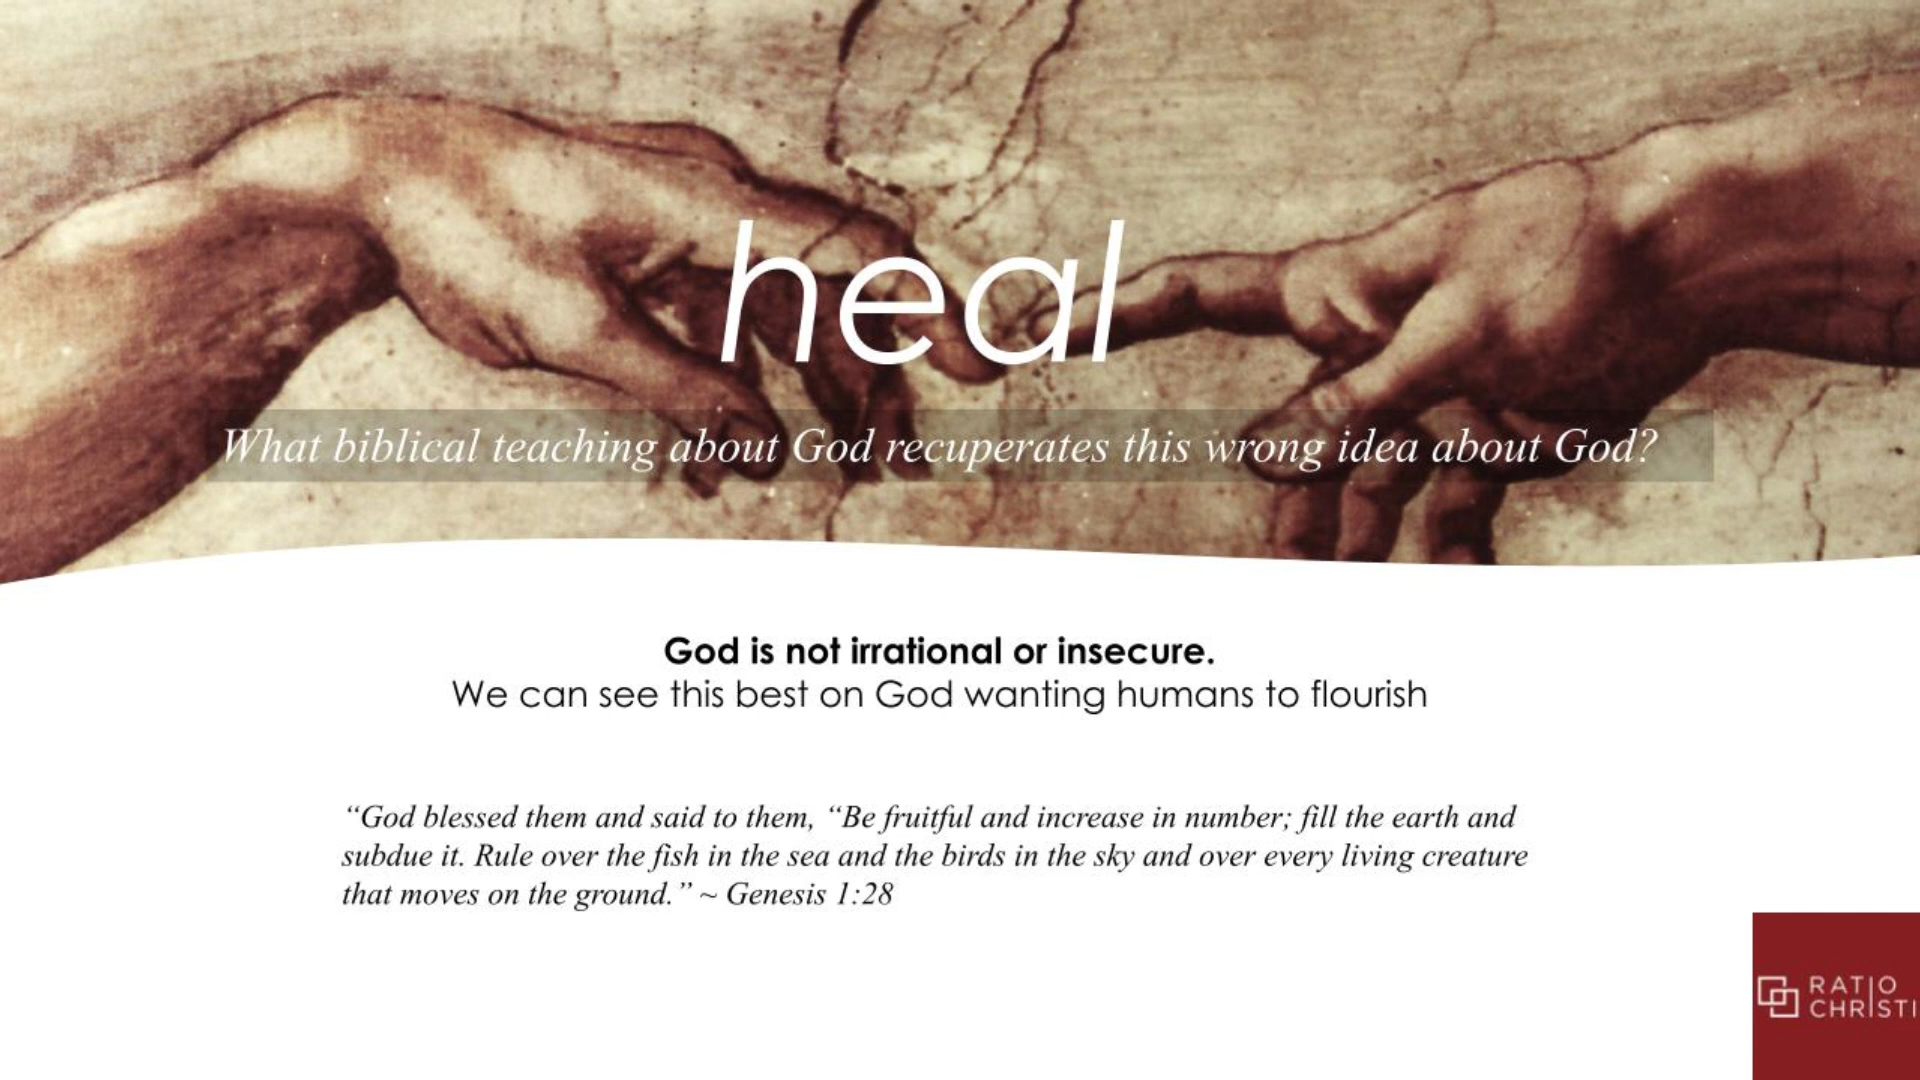 heal
What biblical teaching about God recuperates this wrong idea about God?
God is not irrational or insecure.
We can see this best on God wanting humans to flourish
“God blessed them and said to them, “Be fruitful and increase in number; fill the earth and
subdue it. Rule over the fish in the sea and the birds in the sky and over every living creature
that moves on the ground.” ~ Genesis 1:28
RATIO
CHRISTI